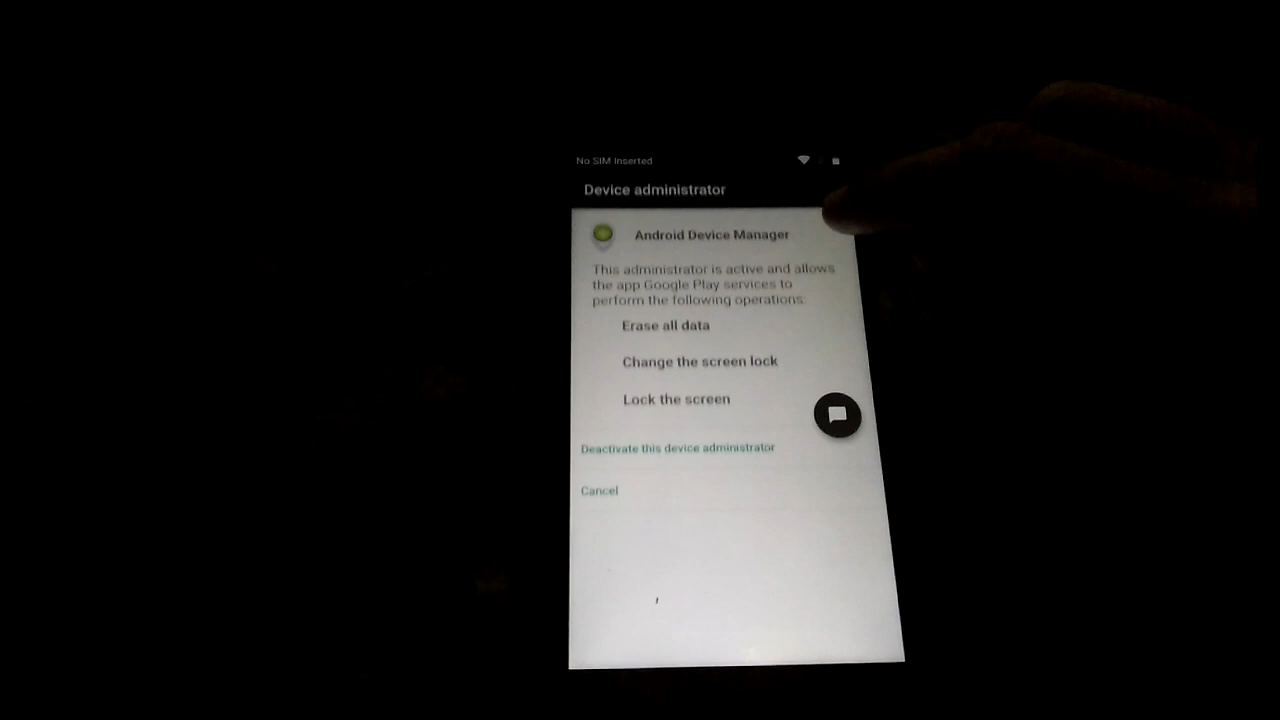 No SIM Inserted
Device administrator
Android Device Manager
This administrator is active and allows
the app Google Play services to
perform the following operations:
Erase all data
Change the screen lock
Lock the screen
Deactivate this device administrator
Cancel